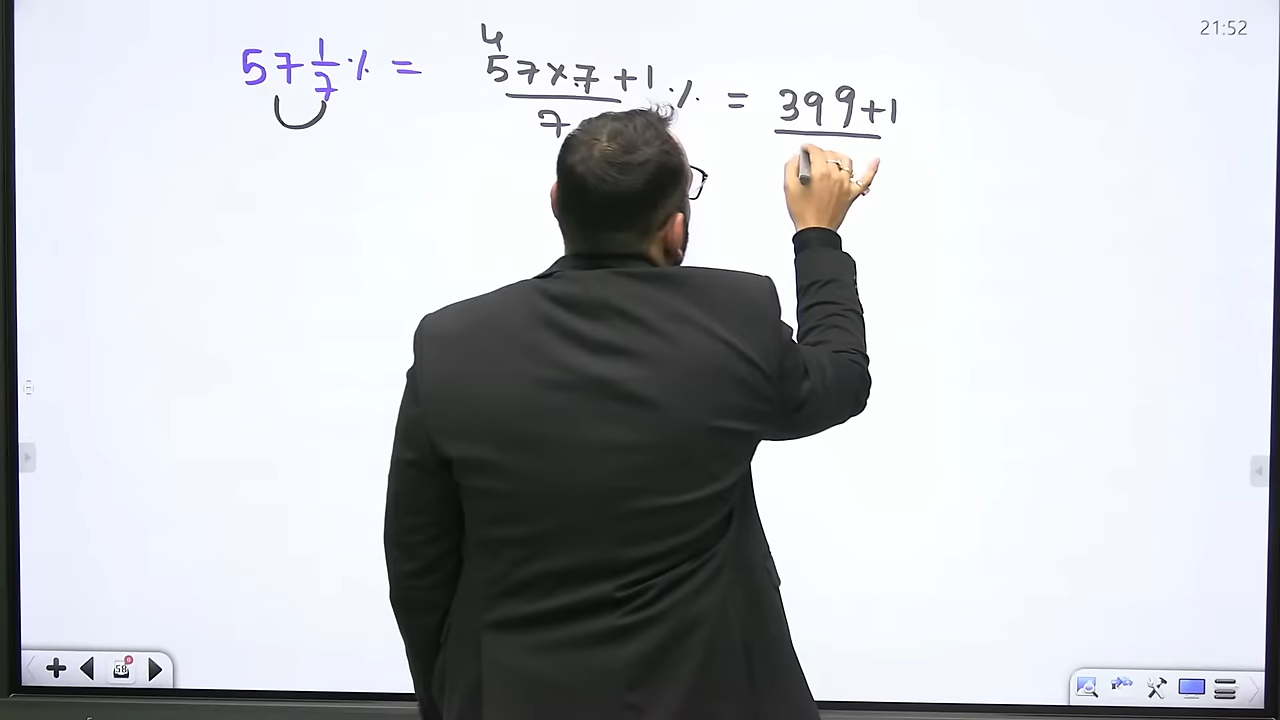 21:52
57 1/7 % = (57×7+1)/7 % = 399+1
4
58